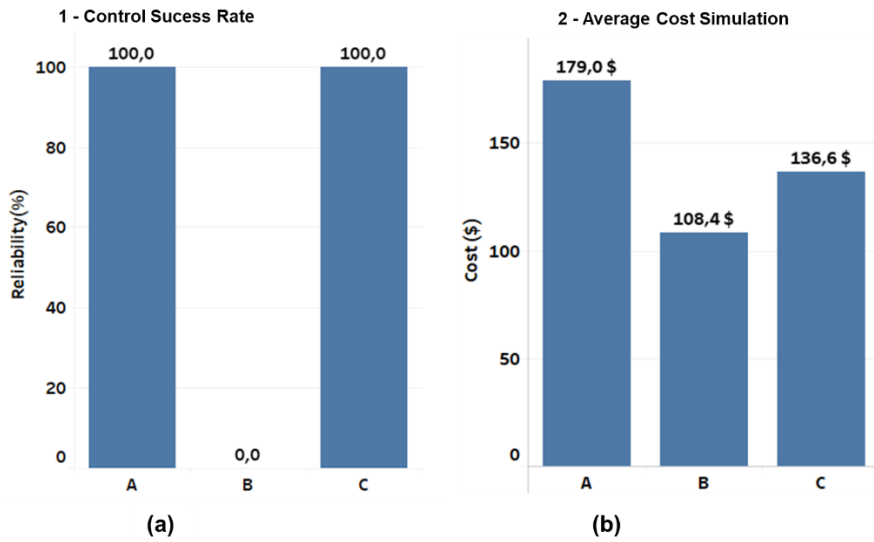 1 - Control Sucess Rate
100,0
100,0
100
80
60
40
20
0
0,0
Reliability(%)
A
B
C
(a)
2 - Average Cost Simulation
179,0 $
136,6 $
108,4 $
150
100
50
0
Cost ($)
A
B
C
(b)